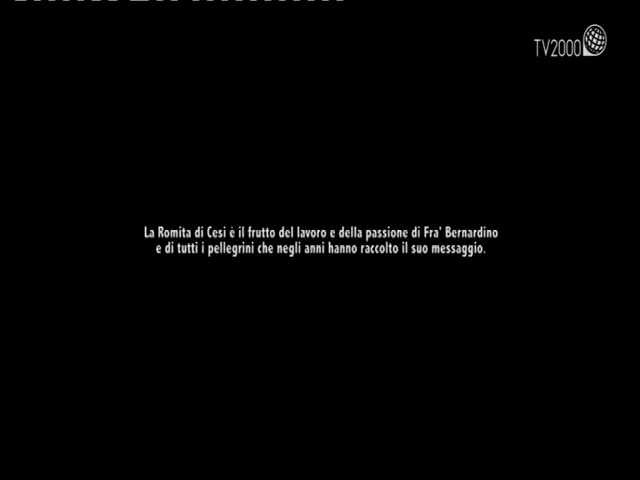 TV2000
La Romita di Cesi è il frutto del lavoro e della passione di Fra' Bernardino
e di tutti i pellegrini che negli anni hanno raccolto il suo messaggio.